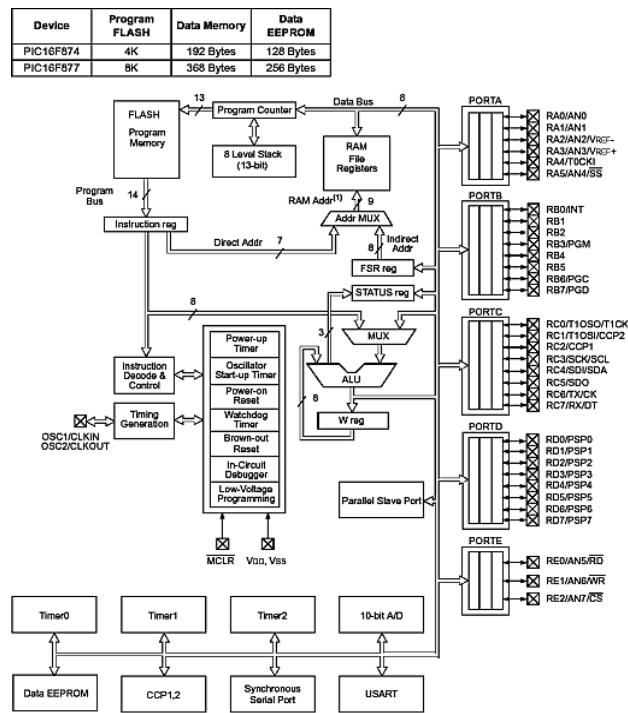 Device Program FLASH Data Memory Data EEPROM
PIC16F874 4K 192 Bytes 128 Bytes
PIC16F877 8K 368 Bytes 256 Bytes
13
Program Counter
Data Bus
8
PORTA
FLASH
Program
Memory
8 Level Stack
(13-bit)
RAM
File
Registers
RA0/AN0
RA1/AN1
RA2/AN2/VREF-
RA3/AN3/VREF+
RA4/T0CKI
RA5/AN4/SS
Program
Bus
14
Instruction reg
RAM Addr(1)
9
Addr MUX
Direct Addr
7
8
Indirect
Addr
FSR reg
STATUS reg
PORTB
RB0/INT
RB1
RB2
RB3/PGM
RB4
RB5
RB6/PGC
RB7/PGD
8
3
MUX
ALU
8
W reg
PORTC
RC0/T1OSO/T1CK
RC1/T1OSI/CCP2
RC2/CCP1
RC3/SCK/SCL
RC4/SDI/SDA
RC5/SDO
RC6/TX/CK
RC7/RX/DT
Instruction
Decode &
Control
Timing
Generation
OSC1/CLKIN
OSC2/CLKOUT
Power-up
Timer
Oscillator
Start-up Timer
Power-on
Reset
Watchdog
Timer
Brown-out
Reset
In-Circuit
Debugger
Low-Voltage
Programming
MCLR
VDD, VSS
Parallel Slave Port
PORTD
RD0/PSP0
RD1/PSP1
RD2/PSP2
RD3/PSP3
RD4/PSP4
RD5/PSP5
RD6/PSP6
RD7/PSP7
PORTE
RE0/AN5/RD
RE1/AN6/WR
RE2/AN7/CS
Timer0
Timer1
Timer2
10-bit A/D
Data EEPROM
CCP1,2
Synchronous
Serial Port
USART